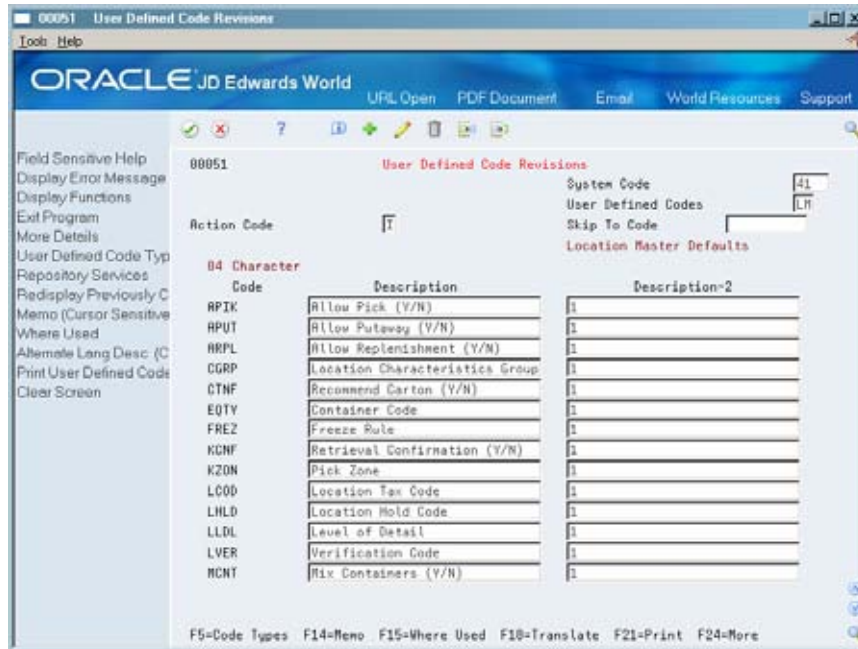 00051 User Defined Code Revisions
Tools Help
ORACLE JD Edwards World
URL Open PDF Document Email World Resources Support
Field Sensitive Help
Display Error Message
Display Functions
Exit Program
More Details
User Defined Code Typ
Repository Services
Redisplay Previously C
Memo (Cursor Sensitive
Where Used
Alternate Lang Desc (C
Print User Defined Code
Clear Screen
00051 User Defined Code Revisions
System Code 41
User Defined Codes LM
Action Code I Skip To Code
Location Master Defaults
04 Character
Code Description Description-2
APIK Allow Pick (Y/N) 1
APUT Allow Putaway (Y/N) 1
ARPL Allow Replenishment (Y/N) 1
CGRP Location Characteristics Group 1
CTNF Recommend Carton (Y/N) 1
EQTY Container Code 1
FREZ Freeze Rule 1
KCNF Retrieval Confirmation (Y/N) 1
KZON Pick Zone 1
LCOD Location Tax Code 1
LHLD Location Hold Code 1
LLDL Level of Detail 1
LVER Verification Code 1
MCNT Mix Containers (Y/N) 1
F5=Code Types F14=Memo F15=Where Used F18=Translate F21=Print F24=More